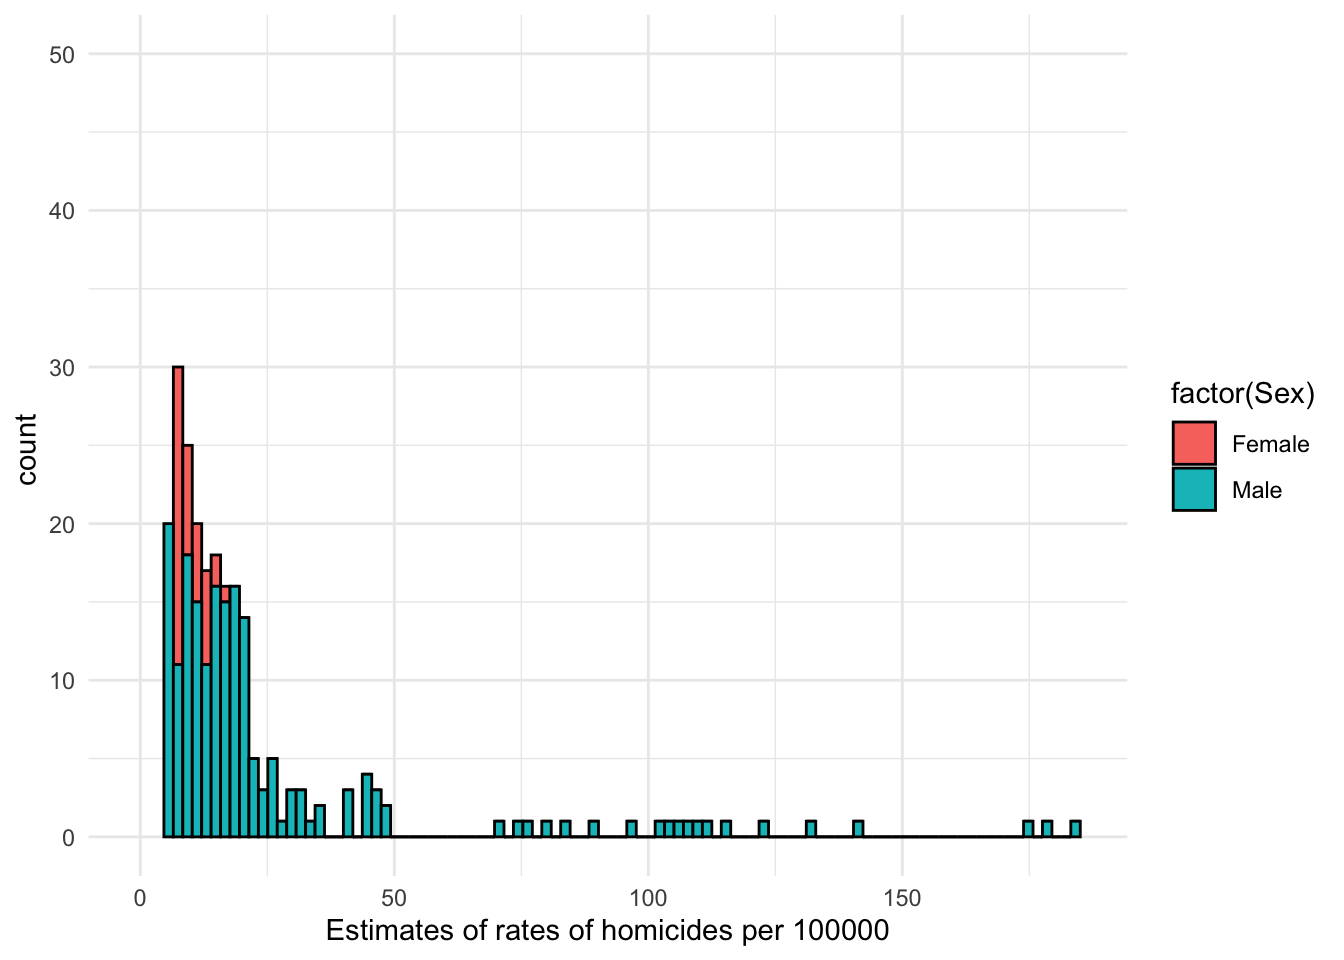 50
40
30
20
10
0
count
0 50 100 150
Estimates of rates of homicides per 100000
factor(Sex)
Female
Male